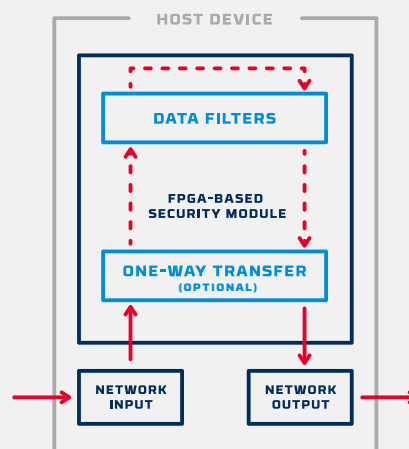 HOST DEVICE
DATA FILTERS
FPGA-BASED
SECURITY MODULE
ONE-WAY TRANSFER
(OPTIONAL)
NETWORK
INPUT
NETWORK
OUTPUT